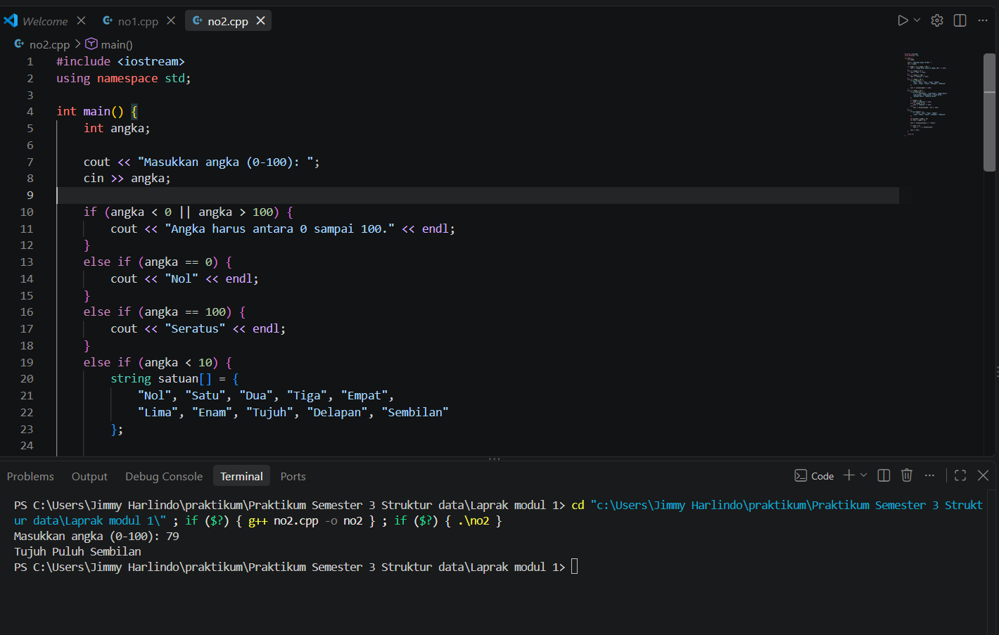 Welcome no1.cpp no2.cpp
no2.cpp > main()
1 #include <iostream>
2 using namespace std;
3
4 int main() {
5 int angka;
6
7 cout << "Masukkan angka (0-100): ";
8 cin >> angka;
9
10 if (angka < 0 || angka > 100) {
11 cout << "Angka harus antara 0 sampai 100." << endl;
12 }
13 else if (angka == 0) {
14 cout << "Nol" << endl;
15 }
16 else if (angka == 100) {
17 cout << "Seratus" << endl;
18 }
19 else if (angka < 10) {
20 string satuan[] = {
21 "Nol", "Satu", "Dua", "Tiga", "Empat",
22 "Lima", "Enam", "Tujuh", "Delapan", "Sembilan"
23 };
24
Problems Output Debug Console Terminal Ports Code
PS C:\Users\Jimmy Harlindo\praktikum\Praktikum Semester 3 Struktur data\Laprak modul 1> cd "c:\Users\Jimmy Harlindo\praktikum\Praktikum Semester 3 Strukt
ur data\Laprak modul 1\" ; if ($?) { g++ no2.cpp -o no2 } ; if ($?) { .\no2 }
Masukkan angka (0-100): 79
Tujuh Puluh Sembilan
PS C:\Users\Jimmy Harlindo\praktikum\Praktikum Semester 3 Struktur data\Laprak modul 1>